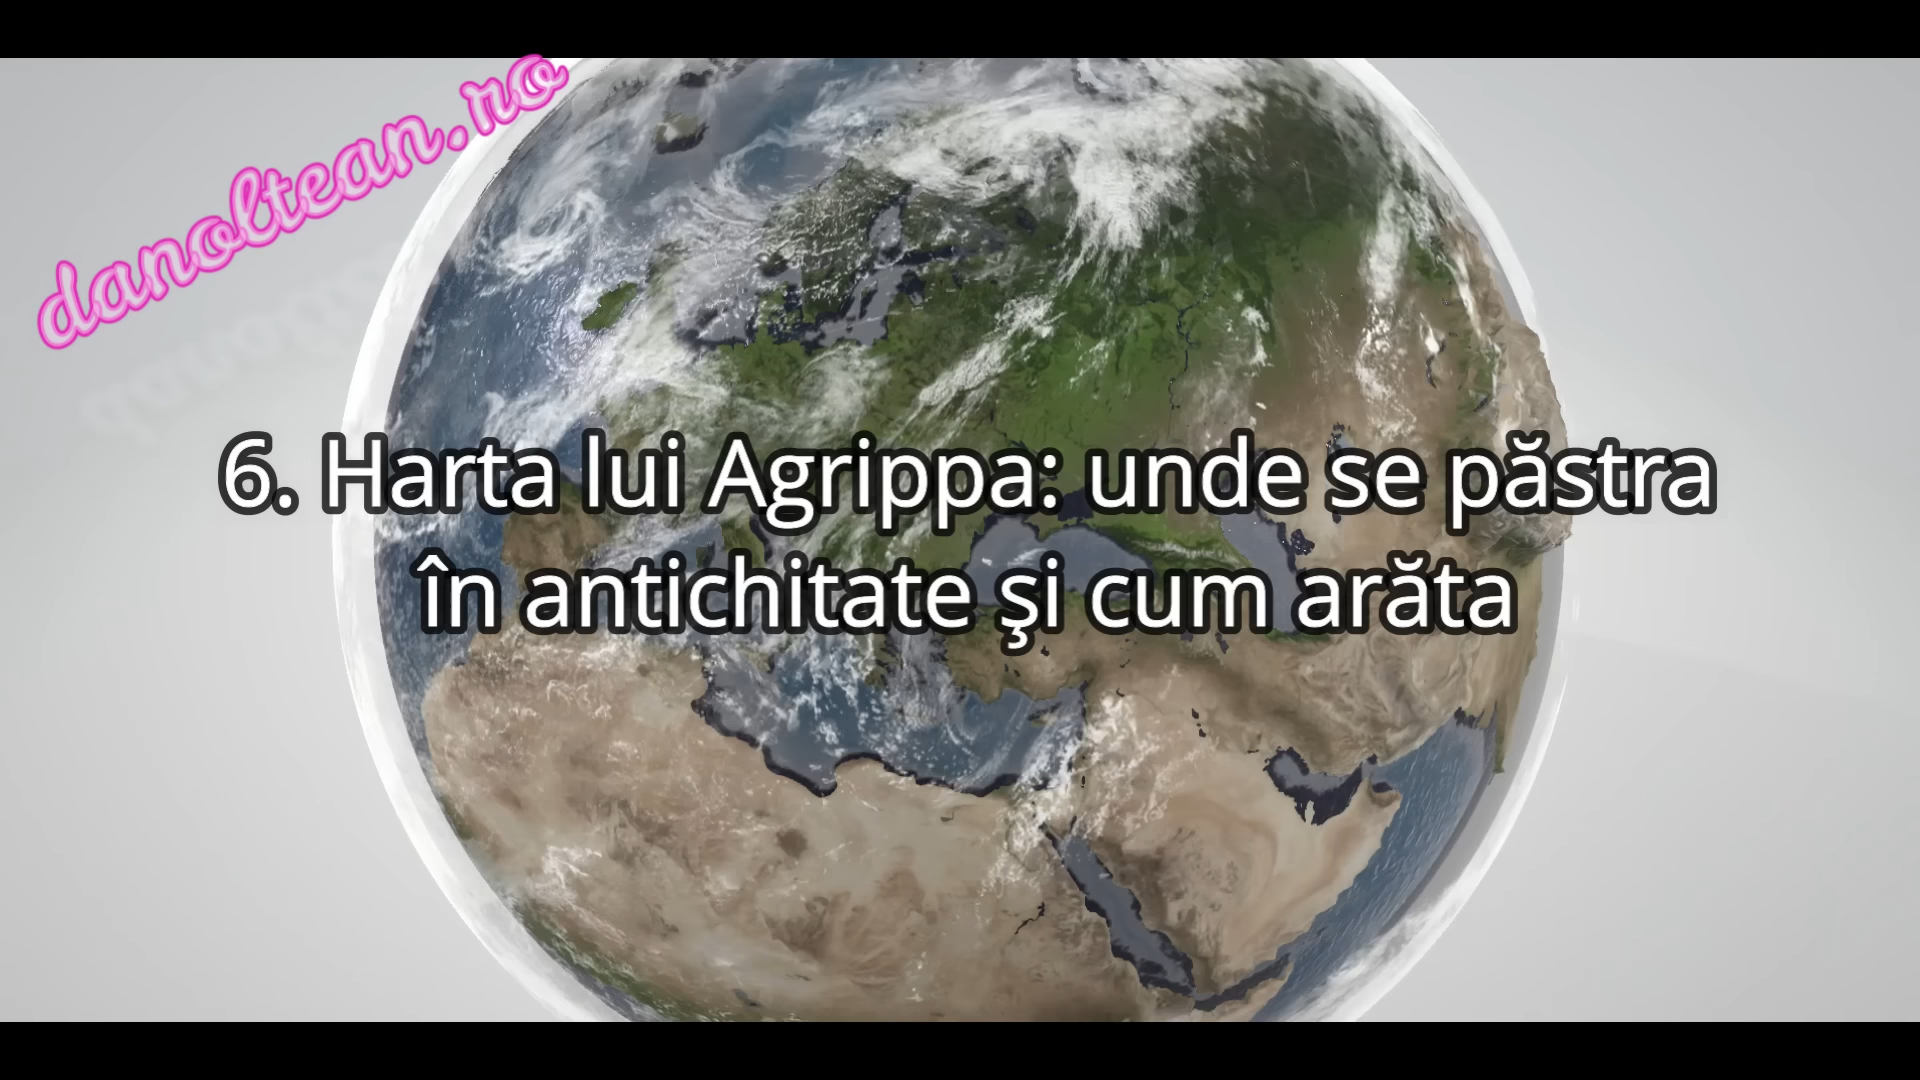 danoltean.ro
6. Harta lui Agrippa: unde se păstra
în antichitate şi cum arăta